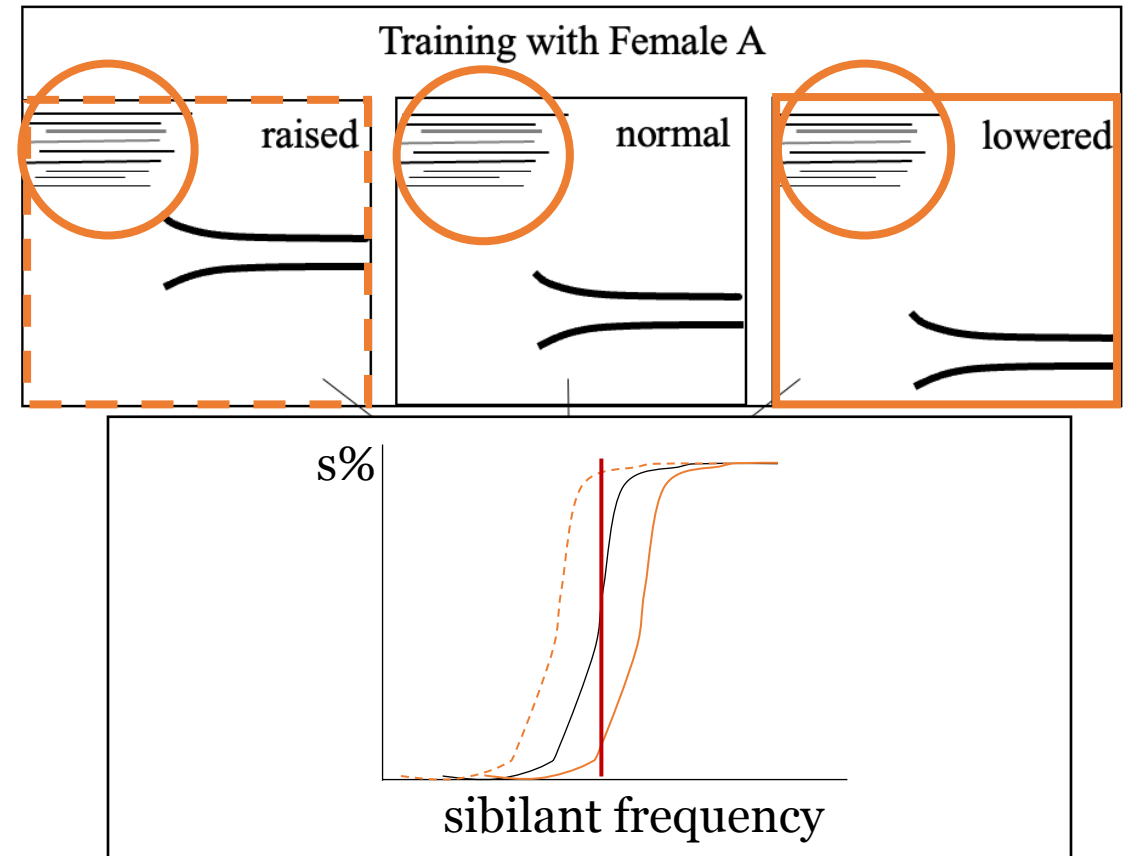 Training with Female A
raised
normal
lowered
s%
sibilant frequency